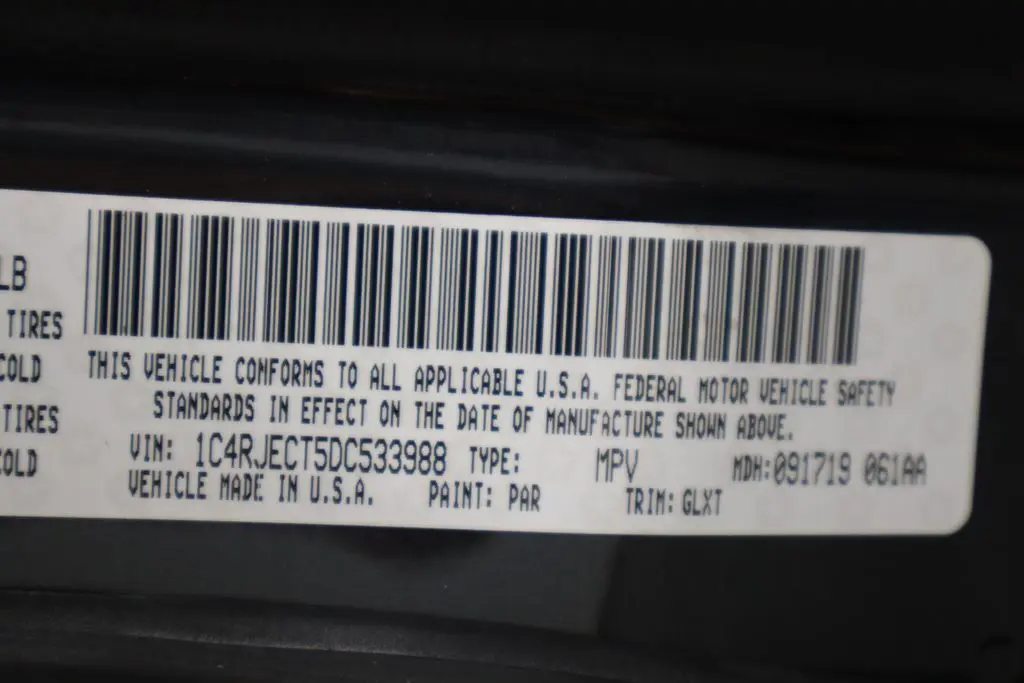 LB
TIRES
COLD
TIRES
COLD
THIS VEHICLE CONFORMS TO ALL APPLICABLE U.S.A. FEDERAL MOTOR VEHICLE SAFETY
STANDARDS IN EFFECT ON THE DATE OF MANUFACTURE SHOWN ABOVE.
VIN: 1C4RJECT5DC533988 TYPE: MPV MDH:091719 061AA
VEHICLE MADE IN U.S.A. PAINT: PAR TRIM: GLXT